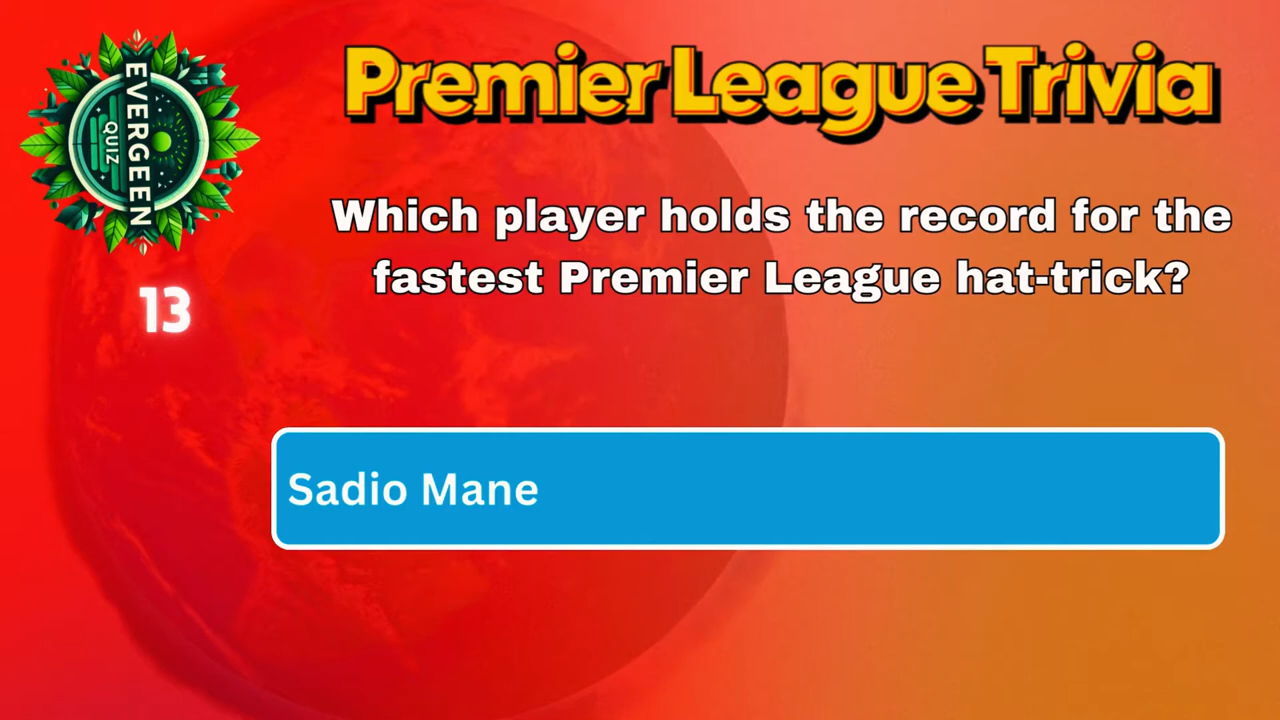 EVERGEEN
QUIZ
Premier League Trivia
Which player holds the record for the
fastest Premier League hat-trick?
13
Sadio Mane